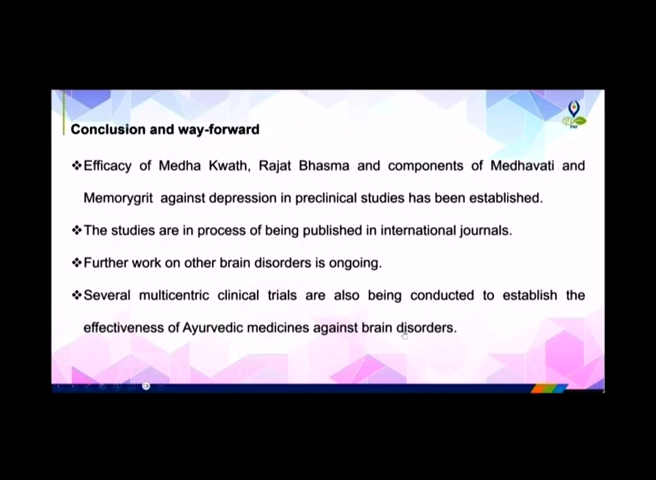 Conclusion and way-forward
❖Efficacy of Medha Kwath, Rajat Bhasma and components of Medhavati and
Memorygrit against depression in preclinical studies has been established.
❖The studies are in process of being published in international journals.
❖Further work on other brain disorders is ongoing.
❖Several multicentric clinical trials are also being conducted to establish the
effectiveness of Ayurvedic medicines against brain disorders.